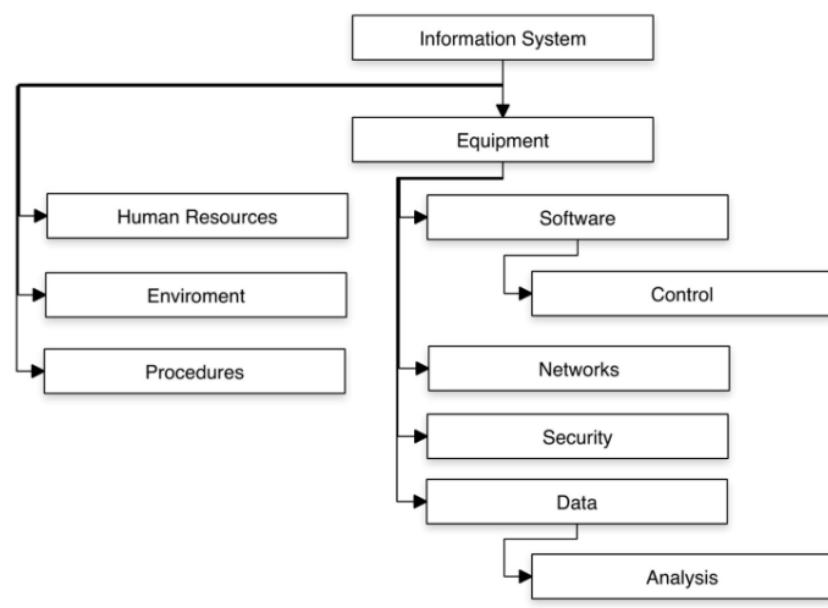 Information System
Equipment
Human Resources
Software
Enviroment
Control
Procedures
Networks
Security
Data
Analysis